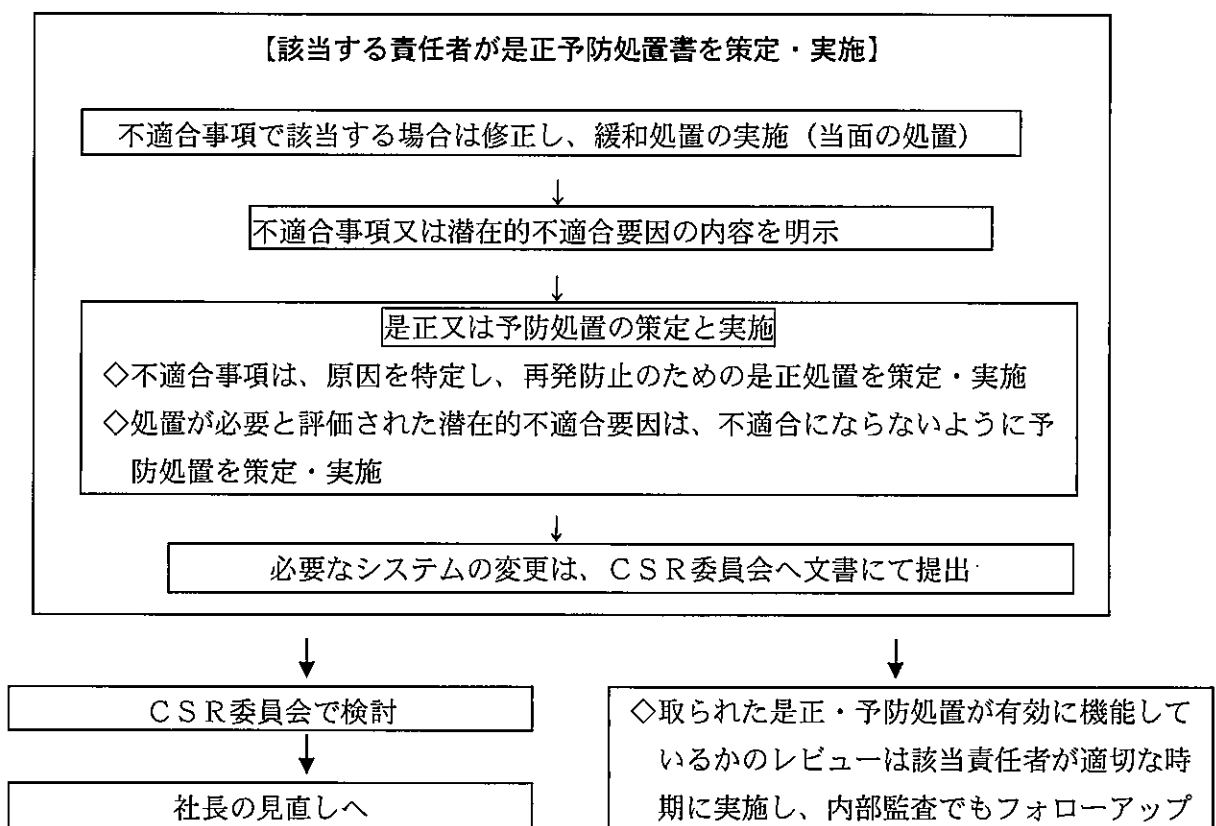 【該当する責任者が是正予防処置書を策定・実施】
不適合事項で該当する場合は修正し、緩和処置の実施（当面の処置）
↓
不適合事項又は潜在的不適合要因の内容を明示
↓
是正又は予防処置の策定と実施
◇不適合事項は、原因を特定し、再発防止のための是正処置を策定・実施
◇処置が必要と評価された潜在的不適合要因は、不適合にならないように予
防処置を策定・実施
↓
必要なシステムの変更は、ＣＳＲ委員会へ文書にて提出
ＣＳＲ委員会で検討
社長の見直しへ
◇取られた是正・予防処置が有効に機能して
いるかのレビューは該当責任者が適切な時
期に実施し、内部監査でもフォローアップ